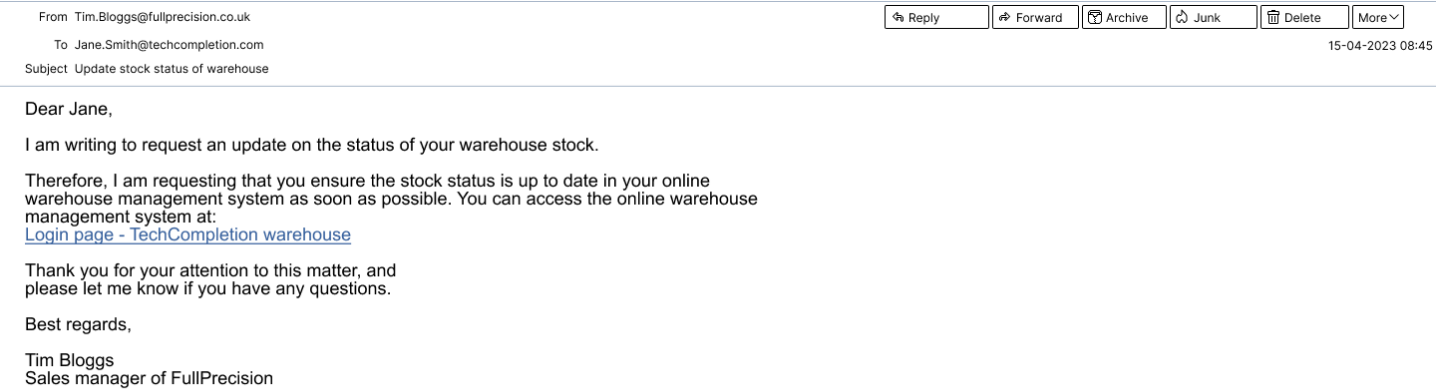 From Tim.Bloggs@fullprecision.co.uk Reply Forward Archive Junk Delete More
To Jane.Smith@techcompletion.com 15-04-2023 08:45
Subject Update stock status of warehouse
Dear Jane,
I am writing to request an update on the status of your warehouse stock.
Therefore, I am requesting that you ensure the stock status is up to date in your online
warehouse management system as soon as possible. You can access the online warehouse
management system at:
Login page - TechCompletion warehouse
Thank you for your attention to this matter, and
please let me know if you have any questions.
Best regards,
Tim Bloggs
Sales manager of FullPrecision